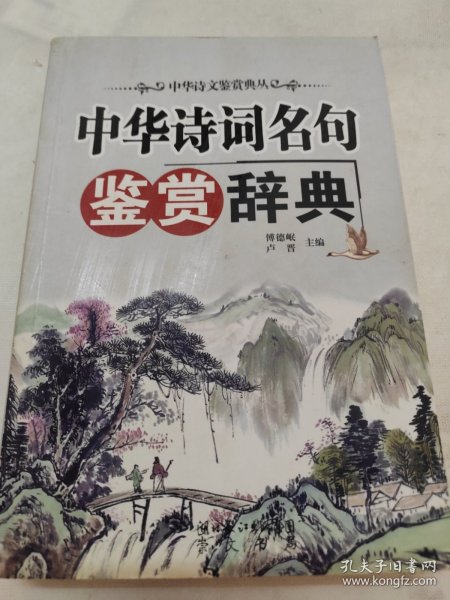 中华诗文鉴赏典丛
中华诗词名句
鉴赏辞典
傅德岷
卢晋 主编
孔夫子旧书网
www.kongfz.com